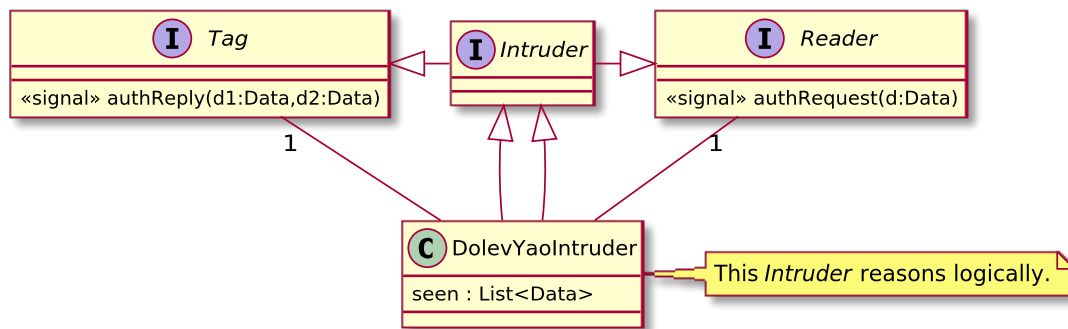 I Tag
I Intruder
I Reader
«signal» authReply(d1:Data,d2:Data)
«signal» authRequest(d:Data)
1
1
C DolevYaoIntruder
seen : List<Data>
This Intruder reasons logically.